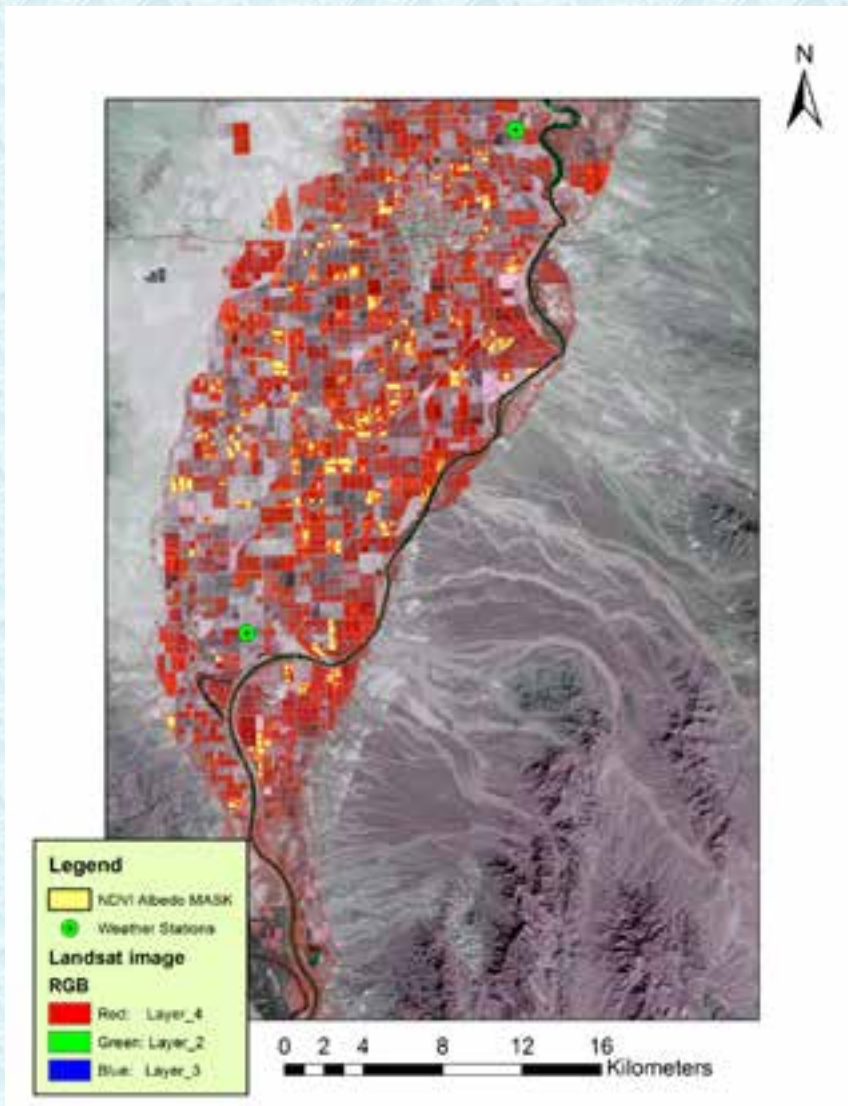 N
Legend
NDVI Albedo MASK
Weather Stations
Landsat image
RGB
Red: Layer_4
Green: Layer_2
Blue: Layer_3
0 2 4 8 12 16
Kilometers